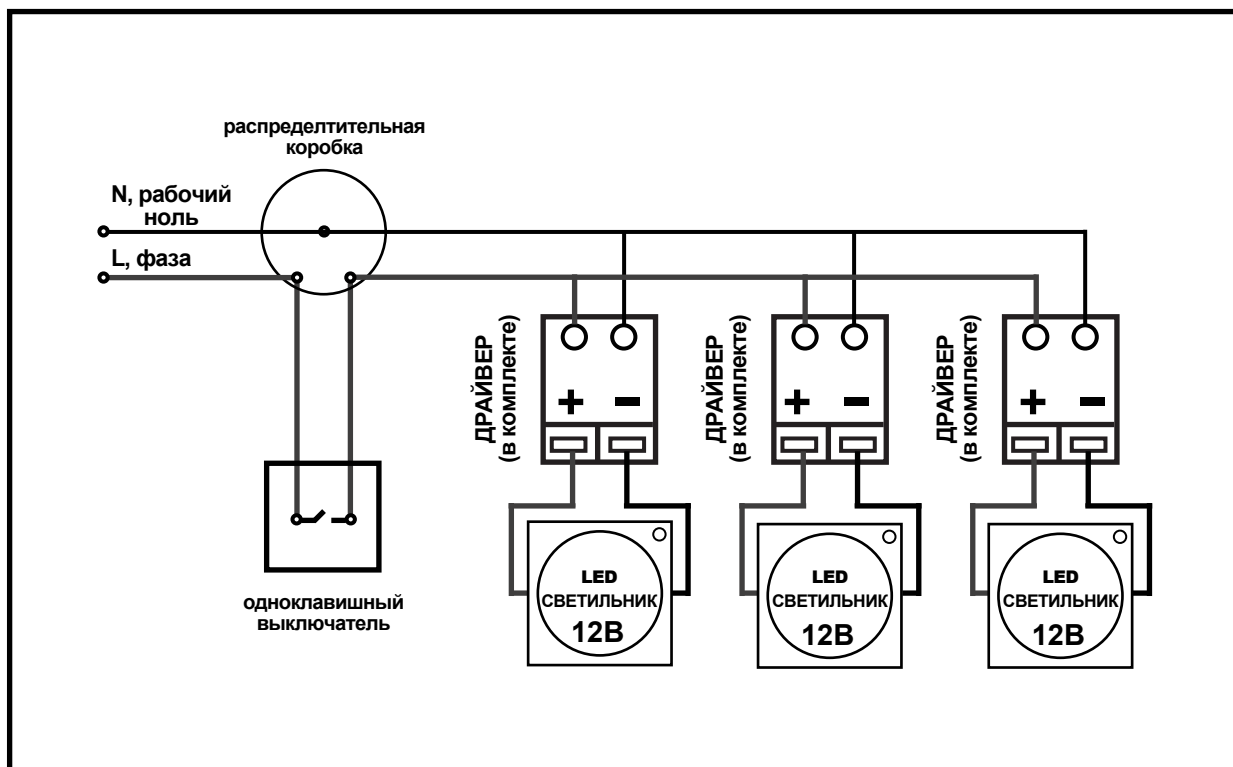 распределтительная
коробка
N, рабочий
ноль
L, фаза
ДРАЙВЕР
(в комплекте)
+ −
ДРАЙВЕР
(в комплекте)
+ −
ДРАЙВЕР
(в комплекте)
+ −
LED
СВЕТИЛЬНИК
12В
LED
СВЕТИЛЬНИК
12В
LED
СВЕТИЛЬНИК
12В
одноклавишный
выключатель